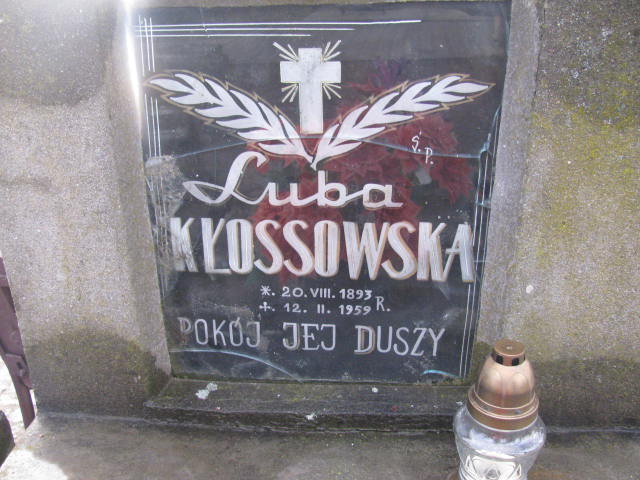 Ś. P.
Luba
KŁOSSOWSKA
*. 20. VIII. 1893
+. 12. II. 1959 R.
POKÓJ JEJ DUSZY